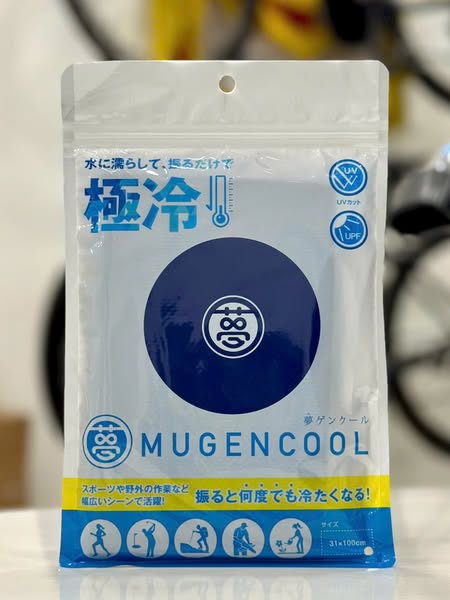 水に濡らして、振るだけで
極冷
UV
UVカット
UPF
夢
夢ゲンクール
夢 MUGENCOOL
スポーツや野外の作業など
幅広いシーンで活躍!
振ると何度でも冷たくなる!
サイズ
31×100cm